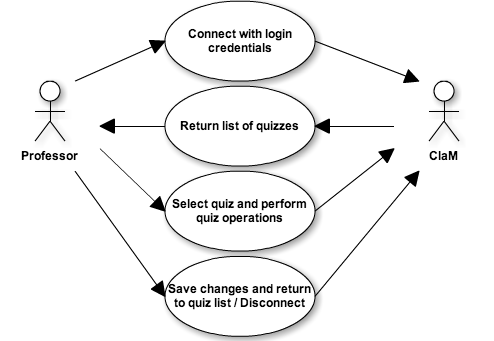 Connect with login
credentials
Return list of quizzes
Professor
ClaM
Select quiz and perform
quiz operations
Save changes and return
to quiz list / Disconnect